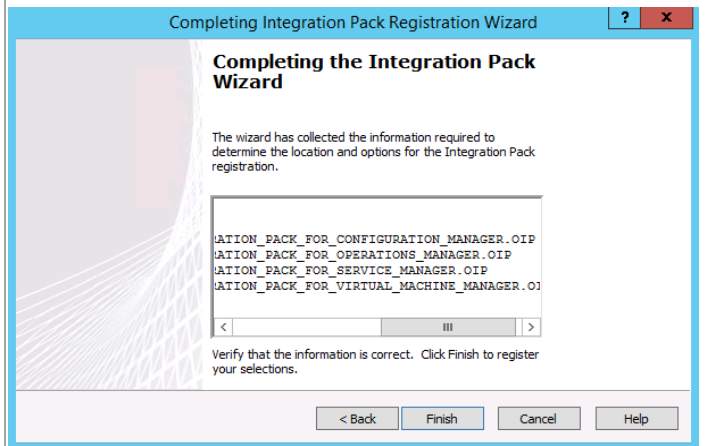 Completing Integration Pack Registration Wizard
? x
Completing the Integration Pack
Wizard
The wizard has collected the information required to
determine the location and options for the Integration Pack
registration.
RATION_PACK_FOR_CONFIGURATION_MANAGER.OIP
RATION_PACK_FOR_OPERATIONS_MANAGER.OIP
RATION_PACK_FOR_SERVICE_MANAGER.OIP
RATION_PACK_FOR_VIRTUAL_MACHINE_MANAGER.OI
Verify that the information is correct. Click Finish to register
your selections.
< Back Finish Cancel Help